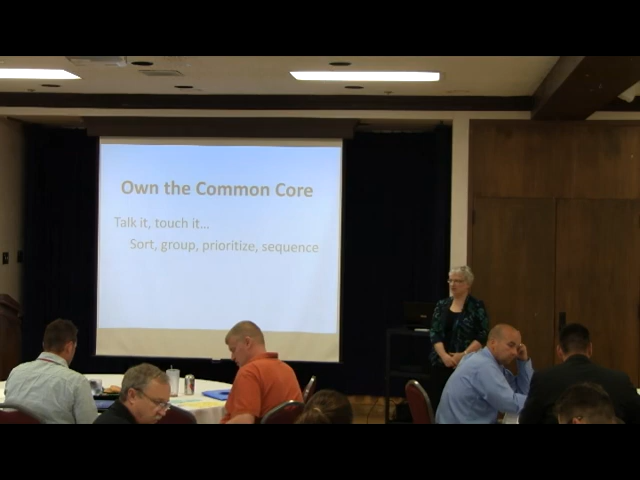 Own the Common Core
Talk it, touch it…
Sort, group, prioritize, sequence